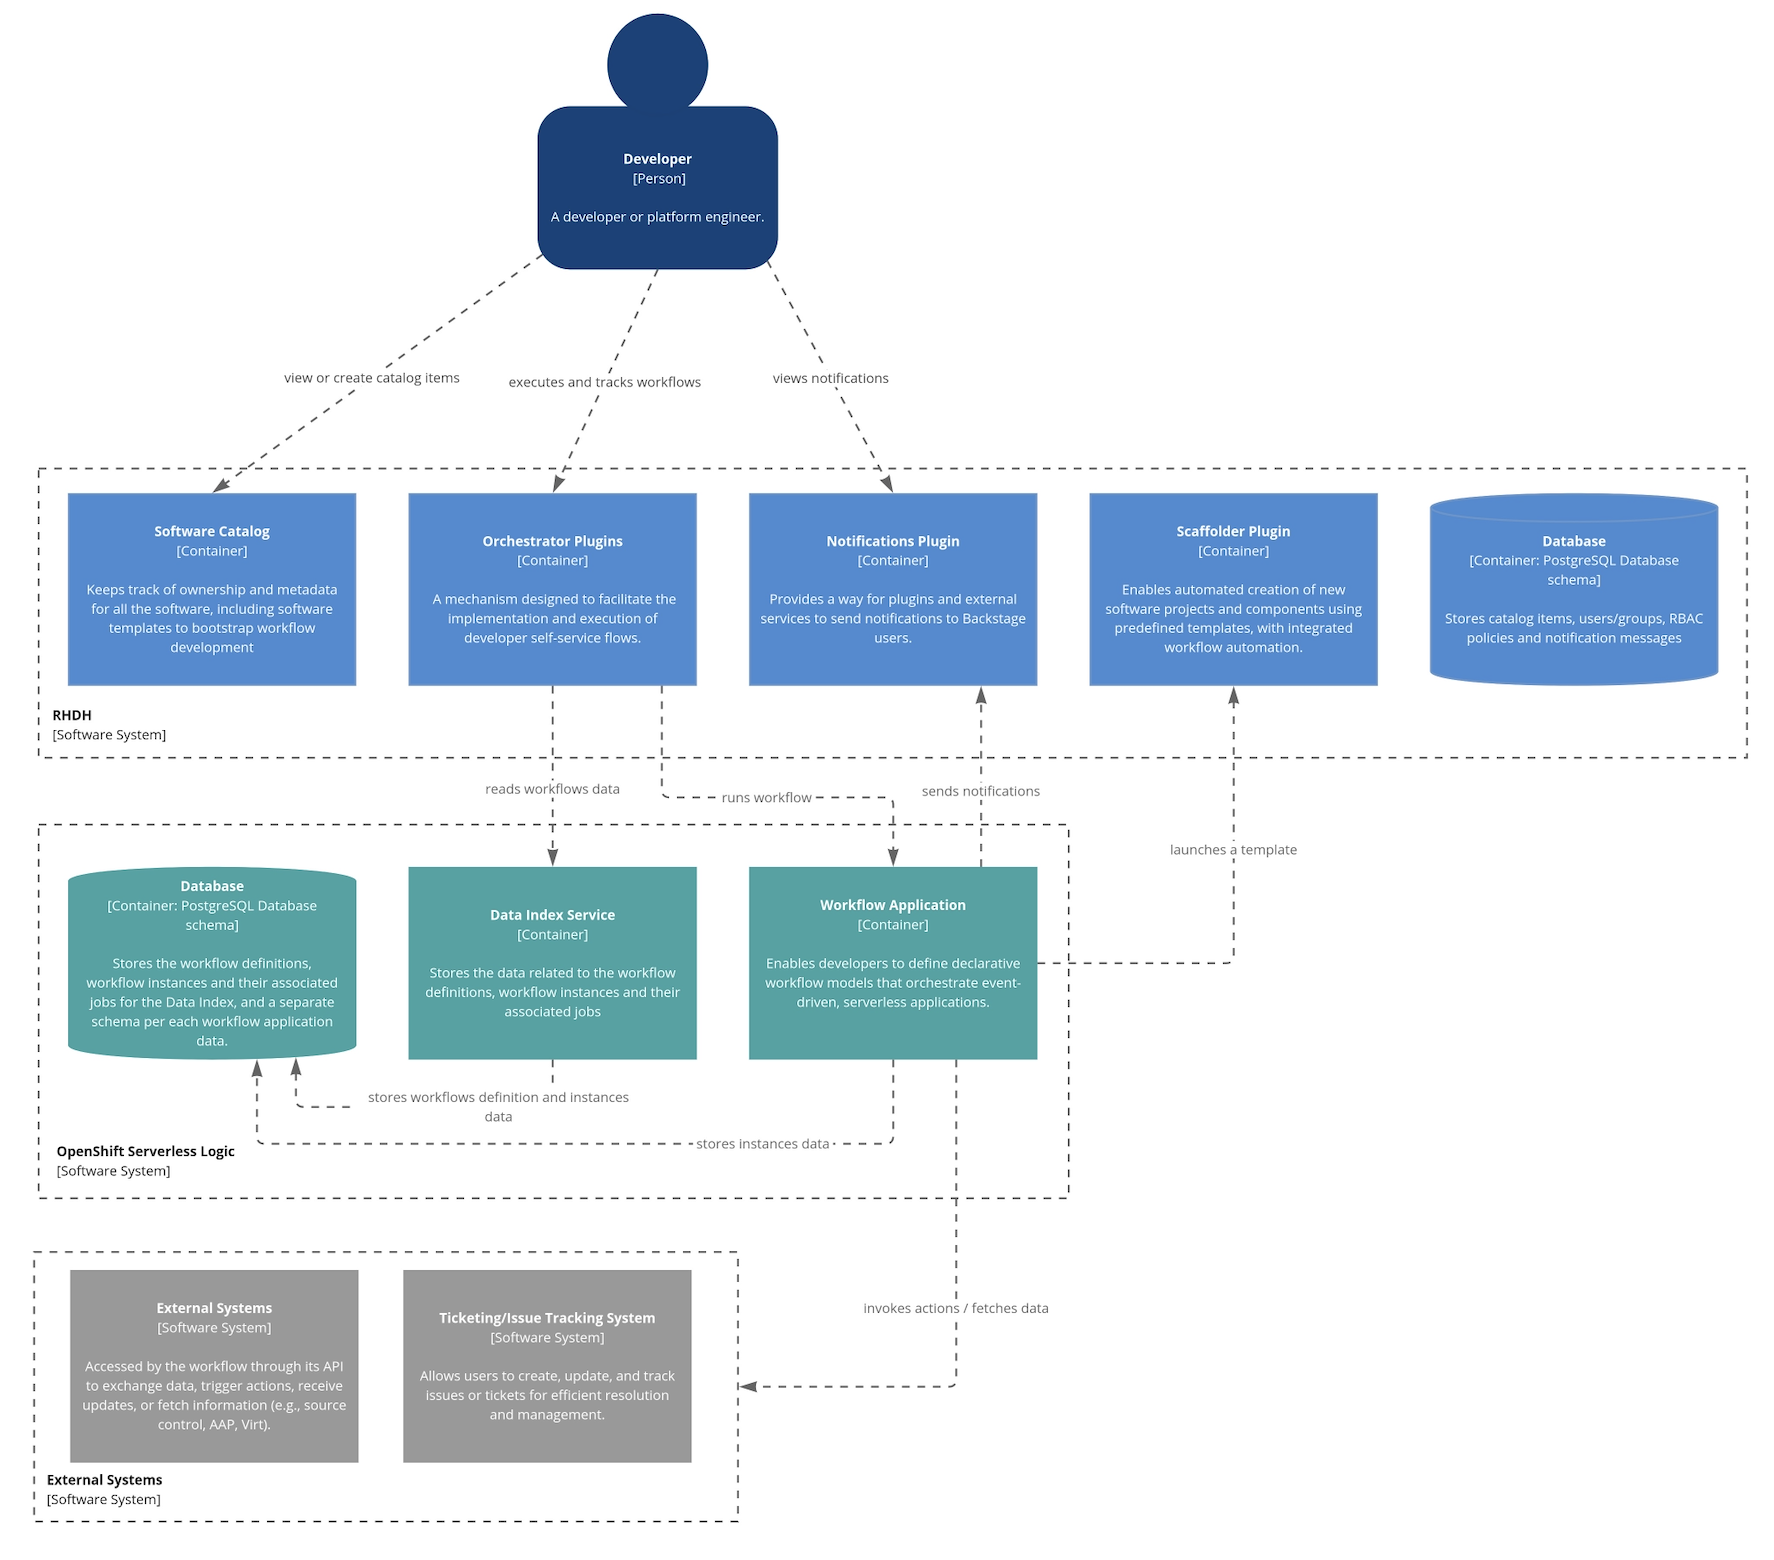 Developer
[Person]
A developer or platform engineer.
view or create catalog items
executes and tracks workflows
views notifications
Software Catalog
[Container]
Keeps track of ownership and metadata
for all the software, including software
templates to bootstrap workflow
development
Orchestrator Plugins
[Container]
A mechanism designed to facilitate the
implementation and execution of
developer self-service flows.
Notifications Plugin
[Container]
Provides a way for plugins and external
services to send notifications to Backstage
users.
Scaffolder Plugin
[Container]
Enables automated creation of new
software projects and components using
predefined templates, with integrated
workflow automation.
Database
[Container: PostgreSQL Database
schema]
Stores catalog items, users/groups, RBAC
policies and notification messages
RHDH
[Software System]
reads workflows data
runs workflow
sends notifications
launches a template
Database
[Container: PostgreSQL Database
schema]
Stores the workflow definitions,
workflow instances and their associated
jobs for the Data Index, and a separate
schema per each workflow application
data.
Data Index Service
[Container]
Stores the data related to the workflow
definitions, workflow instances and their
associated jobs
Workflow Application
[Container]
Enables developers to define declarative
workflow models that orchestrate event-
driven, serverless applications.
stores workflows definition and instances
data
stores instances data
OpenShift Serverless Logic
[Software System]
invokes actions / fetches data
External Systems
[Software System]
Accessed by the workflow through its API
to exchange data, trigger actions, receive
updates, or fetch information (e.g., source
control, AAP, Virt).
Ticketing/Issue Tracking System
[Software System]
Allows users to create, update, and track
issues or tickets for efficient resolution
and management.
External Systems
[Software System]